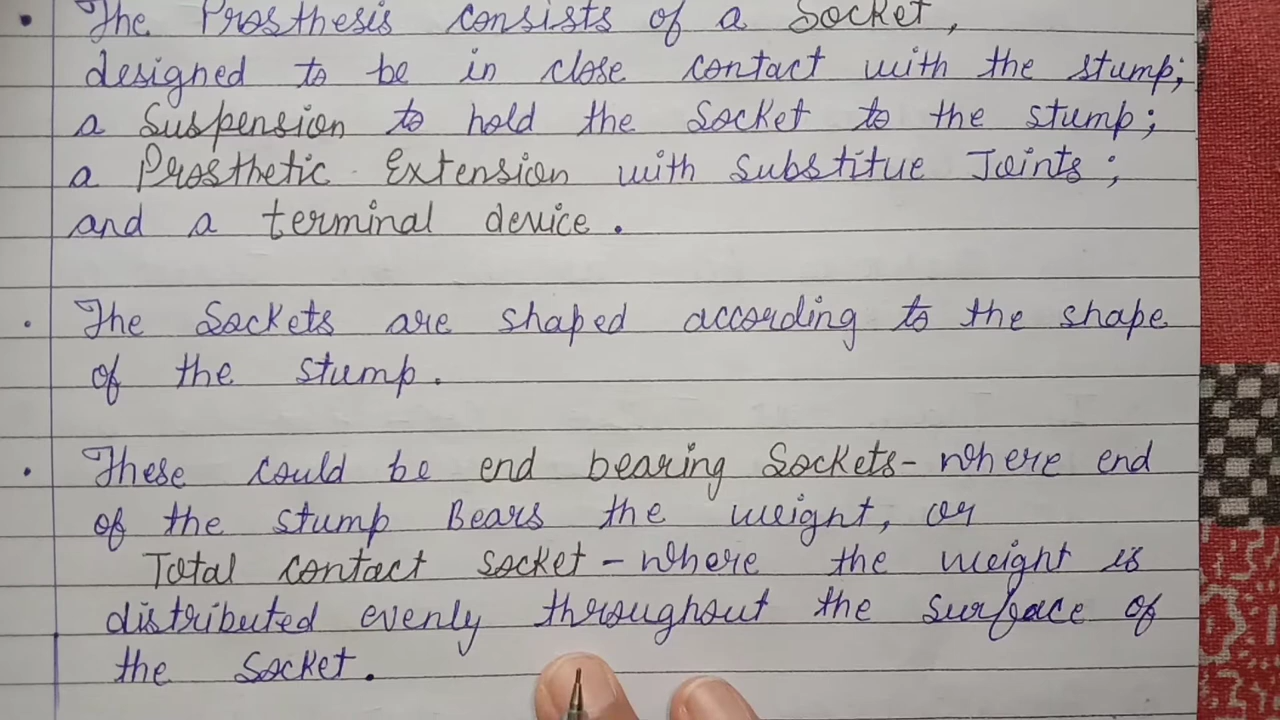 • The Prosthesis consists of a Socket,
designed to be in close contact with the stump;
a Suspension to hold the Socket to the stump;
a Prosthetic Extension with Substitue Joints;
and a terminal device.
• The Sockets are shaped according to the shape
of the stump.
• These could be end bearing Sockets - where end
of the stump Bears the weight, or
Total contact socket - where the weight is
distributed evenly throughout the surface of
the Socket.